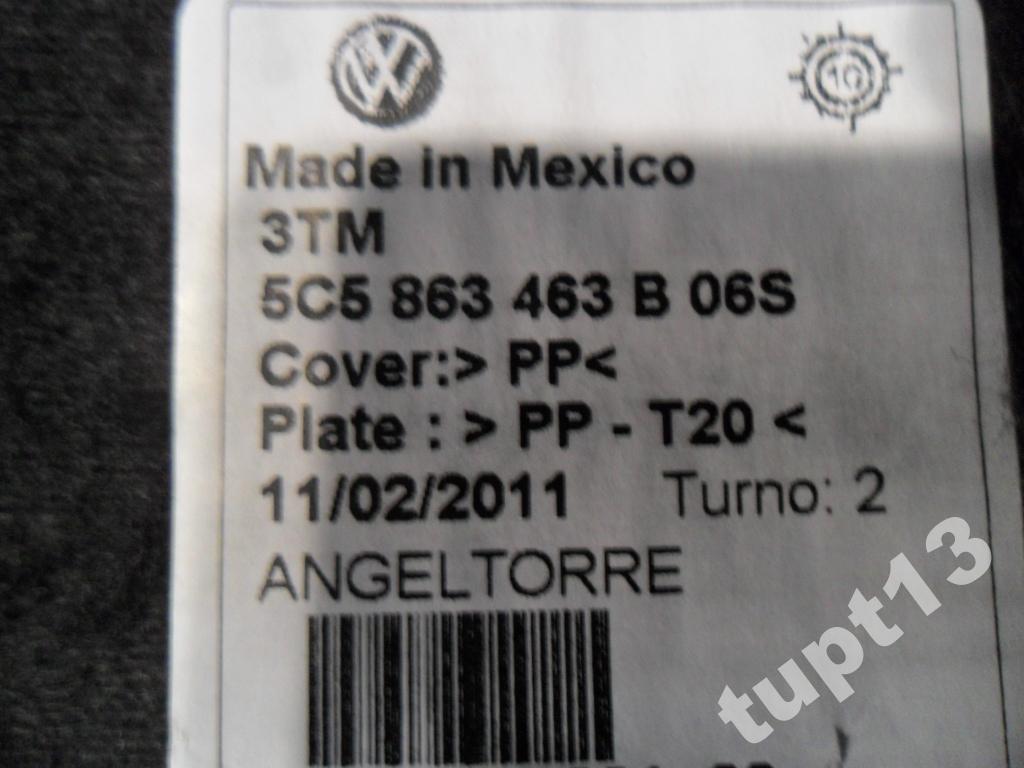 10
Made in Mexico
3TM
5C5 863 463 B 06S
Cover:> PP<
Plate : > PP - T20 <
11/02/2011 Turno: 2
ANGELTORRE
tupt13